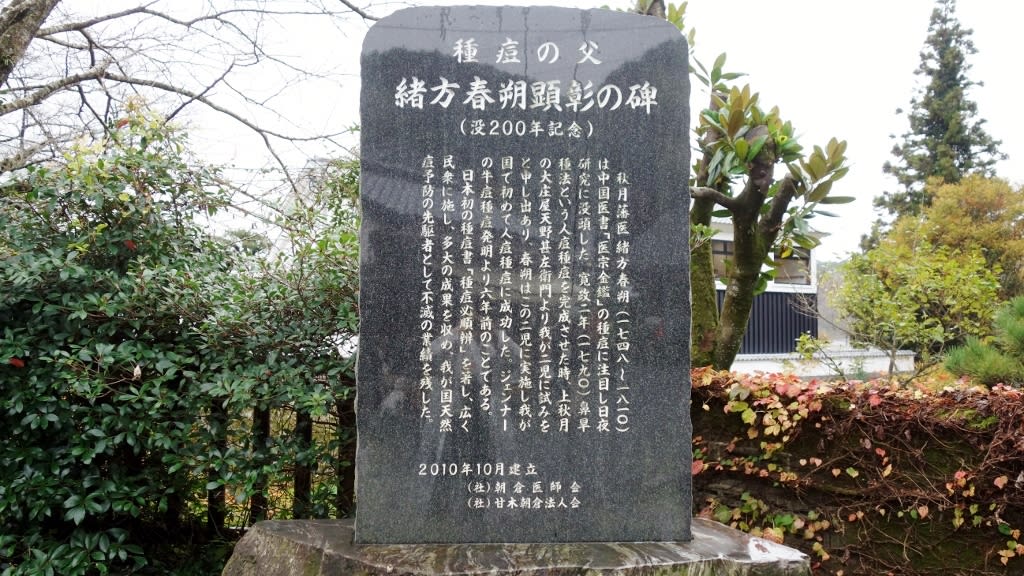 種痘の父
緒方春朔顕彰の碑
(没200年記念)
秋月藩医緒方春朔(一七四八～一八一〇)
は中国医書「医宗金鑑」の種痘に注目し日夜
研究に没頭した。寛政二年(一七九〇)鼻旱
種法という人痘種痘を完成させた時、上秋月
の大庄屋天野甚左衛門より我が二児に試みを
と申し出あり、春朔はこの二児に実施し我が
国で初めて人痘種痘に成功した。ジェンナー
の牛痘種痘発明より六年前のことである。
日本初の種痘書『種痘必順辨』を著し、広く
民衆に施し、多大の成果を収め、我が国天然
痘予防の先駆者として不滅の業績を残した。
2010年10月建立
(社)朝倉医師会
(社)甘木朝倉法人会